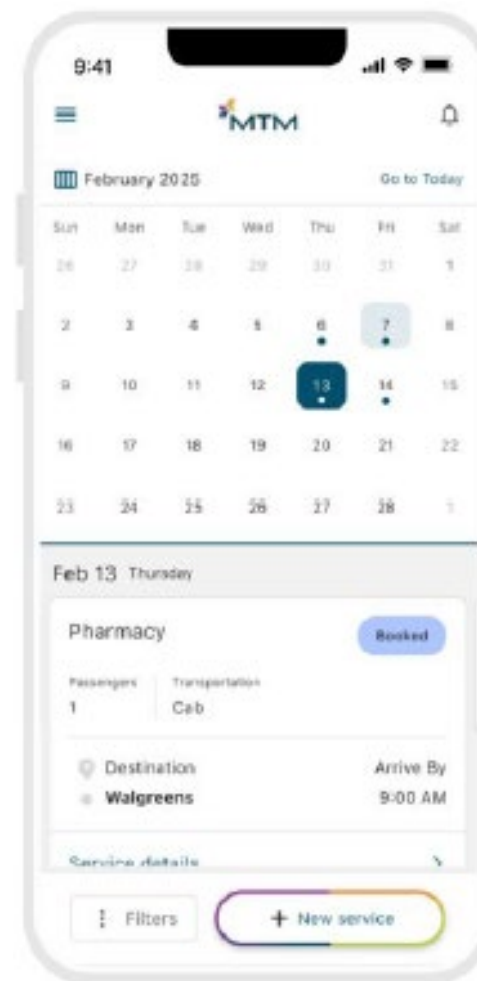 9:41
MTM
February 2025 Go to Today
Sun Mon Tue Wed Thu Fri Sat
26 27 28 29 30 31 1
2 3 4 5 6 7 8
9 10 11 12 13 14 15
16 17 18 19 20 21 22
23 24 25 26 27 28 1
Feb 13 Thursday
Pharmacy Booked
Passengers Transportation
1 Cab
Destination Arrive By
Walgreens 9:00 AM
Service details
Filters + New service